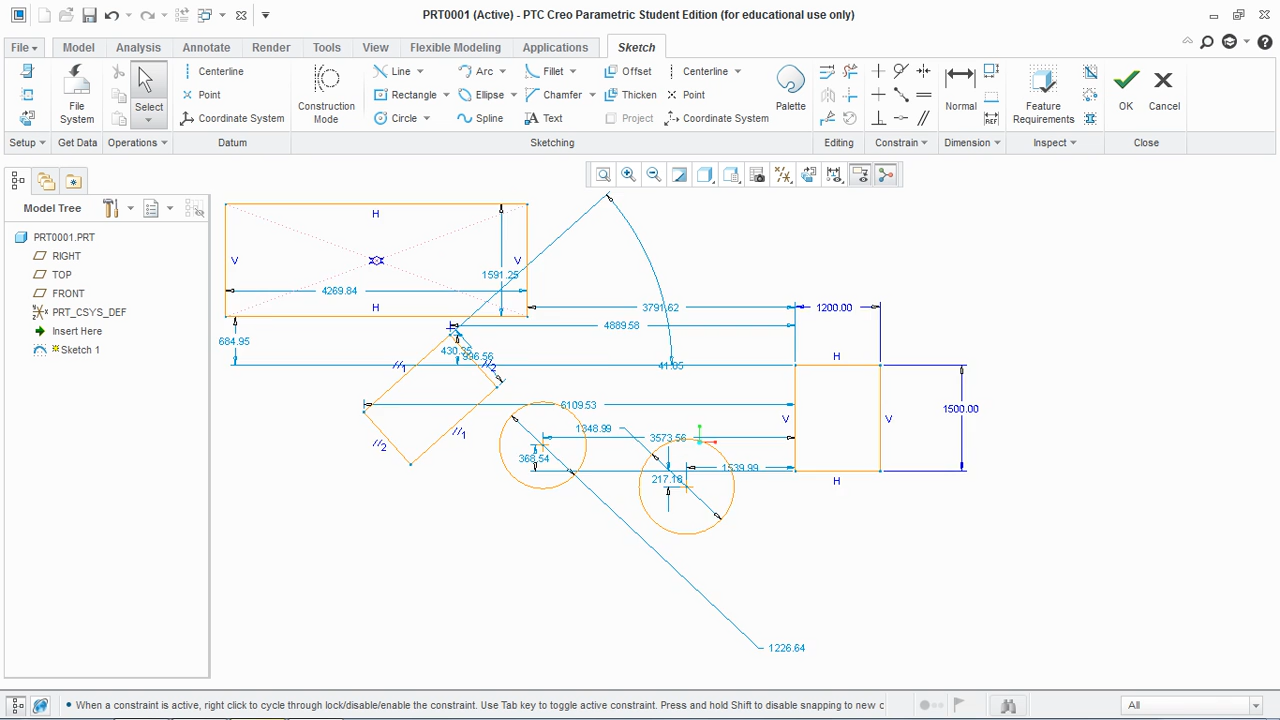 PRT0001 (Active) - PTC Creo Parametric Student Edition (for educational use only)
File Model Analysis Annotate Render Tools View Flexible Modeling Applications Sketch
File System
Select
Centerline
Point
Coordinate System
Construction Mode
Line Arc Fillet Offset Centerline
Rectangle Ellipse Chamfer Thicken Point
Circle Spline Text Project Coordinate System
Palette
Normal
REF
Feature Requirements
OK
Cancel
Setup Get Data Operations Datum Sketching Editing Constrain Dimension Inspect Close
Model Tree
PRT0001.PRT
RIGHT
TOP
FRONT
PRT_CSYS_DEF
Insert Here
Sketch 1
H
V
V
1591.25
4269.84
H
3791.62
1200.00
4889.58
684.95
430.35
996.56
H
//1
//2
41.85
6109.53
1500.00
V
V
1348.99
3573.56
//1
//2
368.54
1539.99
217.18
H
1226.64
When a constraint is active, right click to cycle through lock/disable/enable the constraint. Use Tab key to toggle active constraint. Press and hold Shift to disable snapping to new c
All